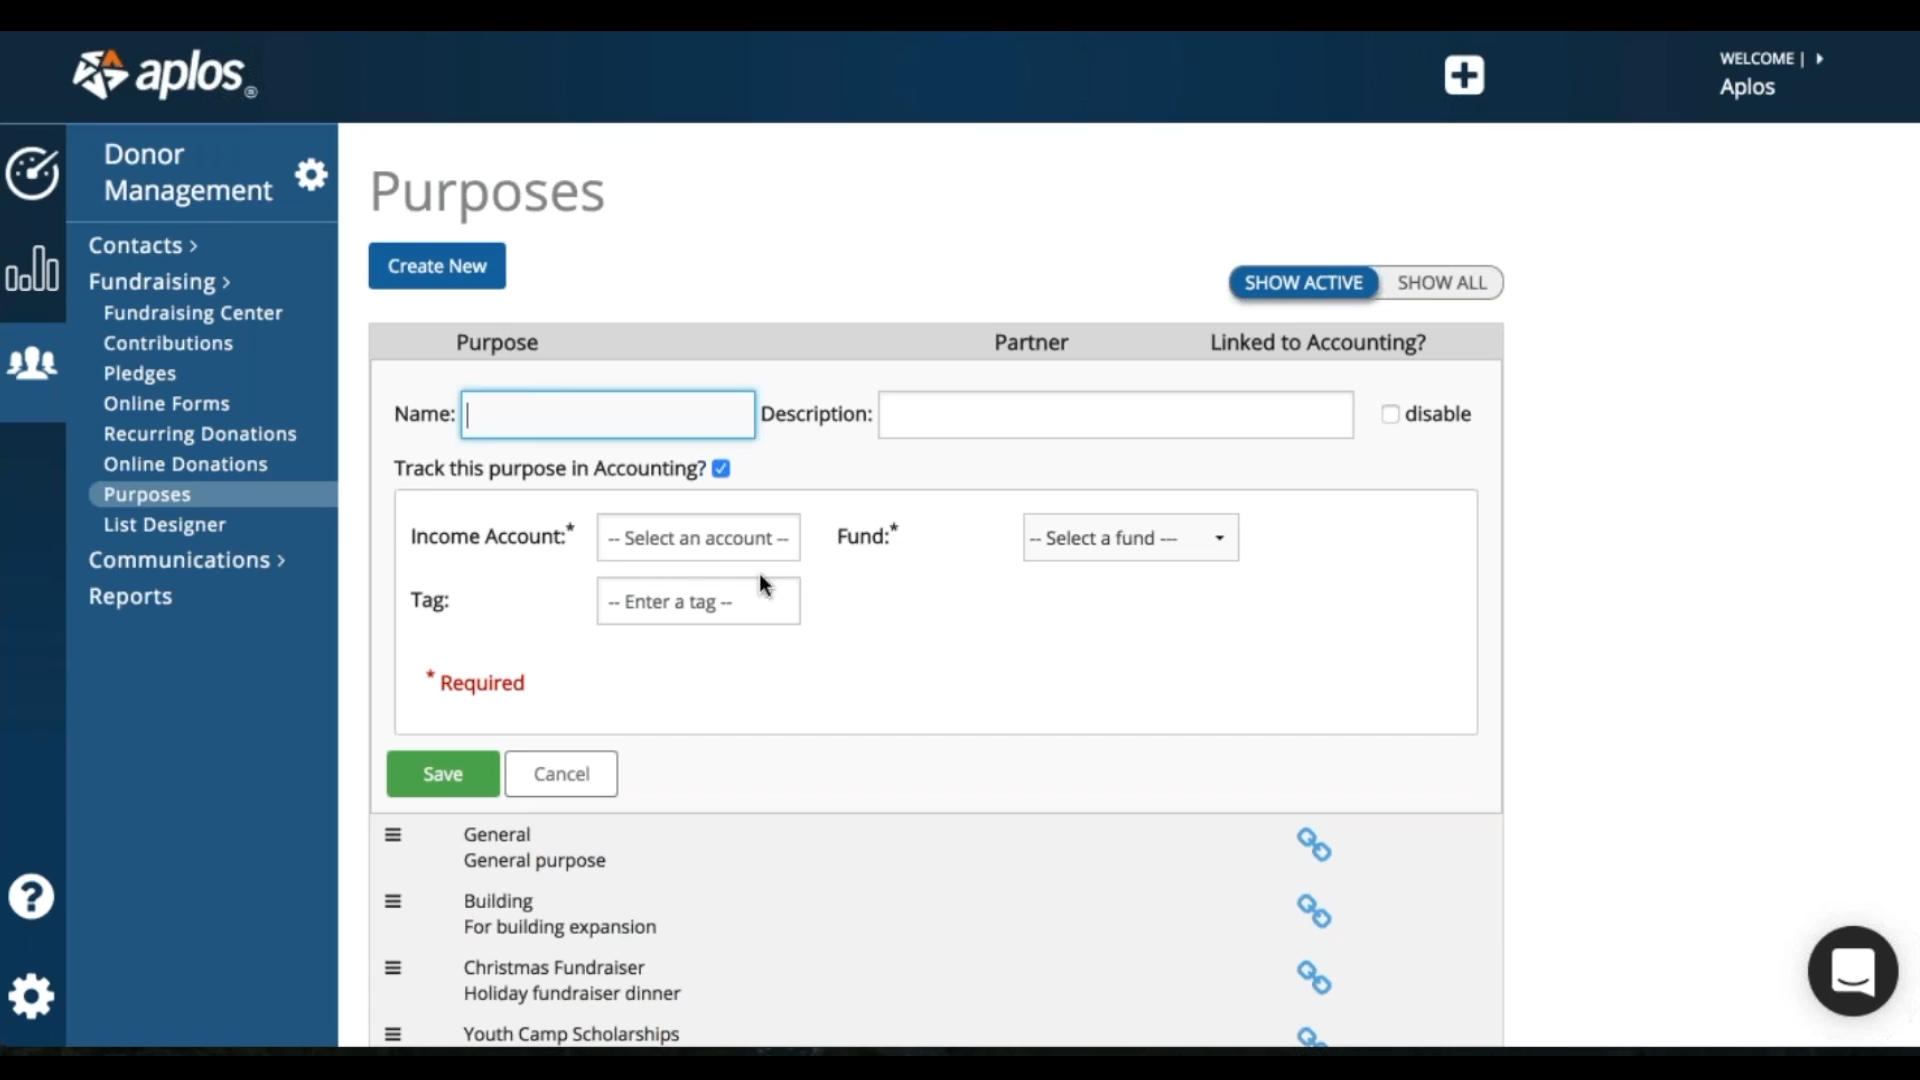 aplos®
WELCOME |
Aplos
Donor
Management
Contacts >
Fundraising >
Fundraising Center
Contributions
Pledges
Online Forms
Recurring Donations
Online Donations
Purposes
List Designer
Communications >
Reports
Purposes
Create New
SHOW ACTIVE SHOW ALL
Purpose Partner Linked to Accounting?
Name: Description: disable
Track this purpose in Accounting?
Income Account:* -- Select an account -- Fund:* -- Select a fund ---
Tag: -- Enter a tag --
* Required
Save Cancel
General
General purpose
Building
For building expansion
Christmas Fundraiser
Holiday fundraiser dinner
Youth Camp Scholarships